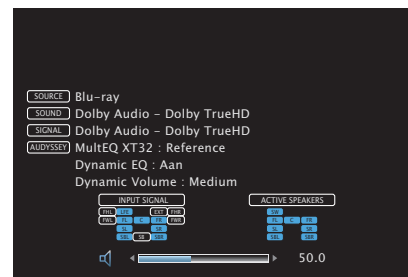 SOURCE Blu-ray
SOUND Dolby Audio - Dolby TrueHD
SIGNAL Dolby Audio - Dolby TrueHD
AUDYSSEY MultEQ XT32 : Reference
Dynamic EQ : Aan
Dynamic Volume : Medium
INPUT SIGNAL ACTIVE SPEAKERS
FHL LFE EXT FHR SW
FWL FL C FR FWR FL C FR
SL SR SL SR
SBL SB SBR SBL SBR
50.0